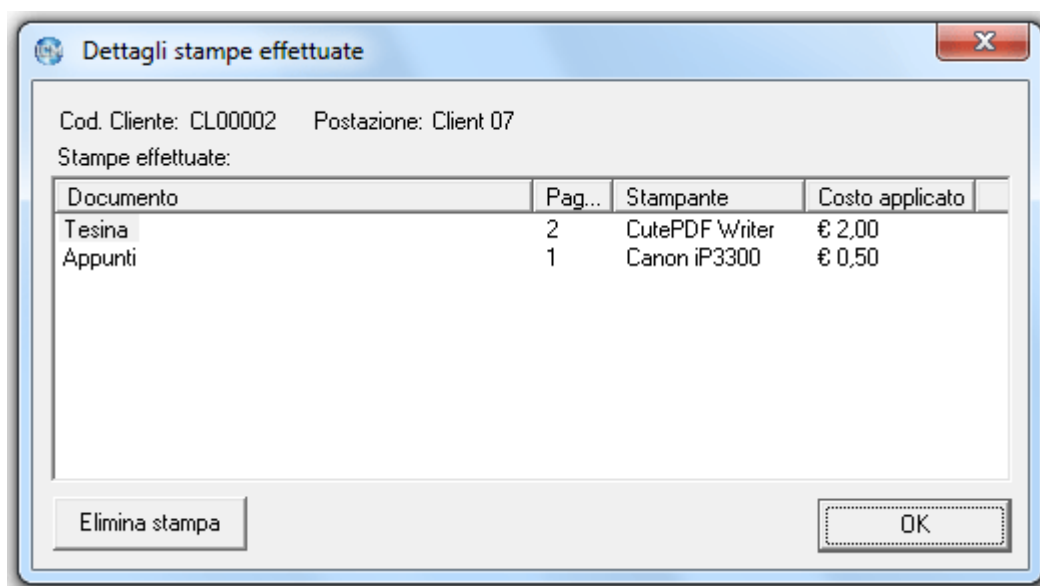 Dettagli stampe effettuate
Cod. Cliente: CL00002 Postazione: Client 07
Stampe effettuate:
Documento Pag... Stampante Costo applicato
Tesina 2 CutePDF Writer € 2,00
Appunti 1 Canon iP3300 € 0,50
Elimina stampa OK